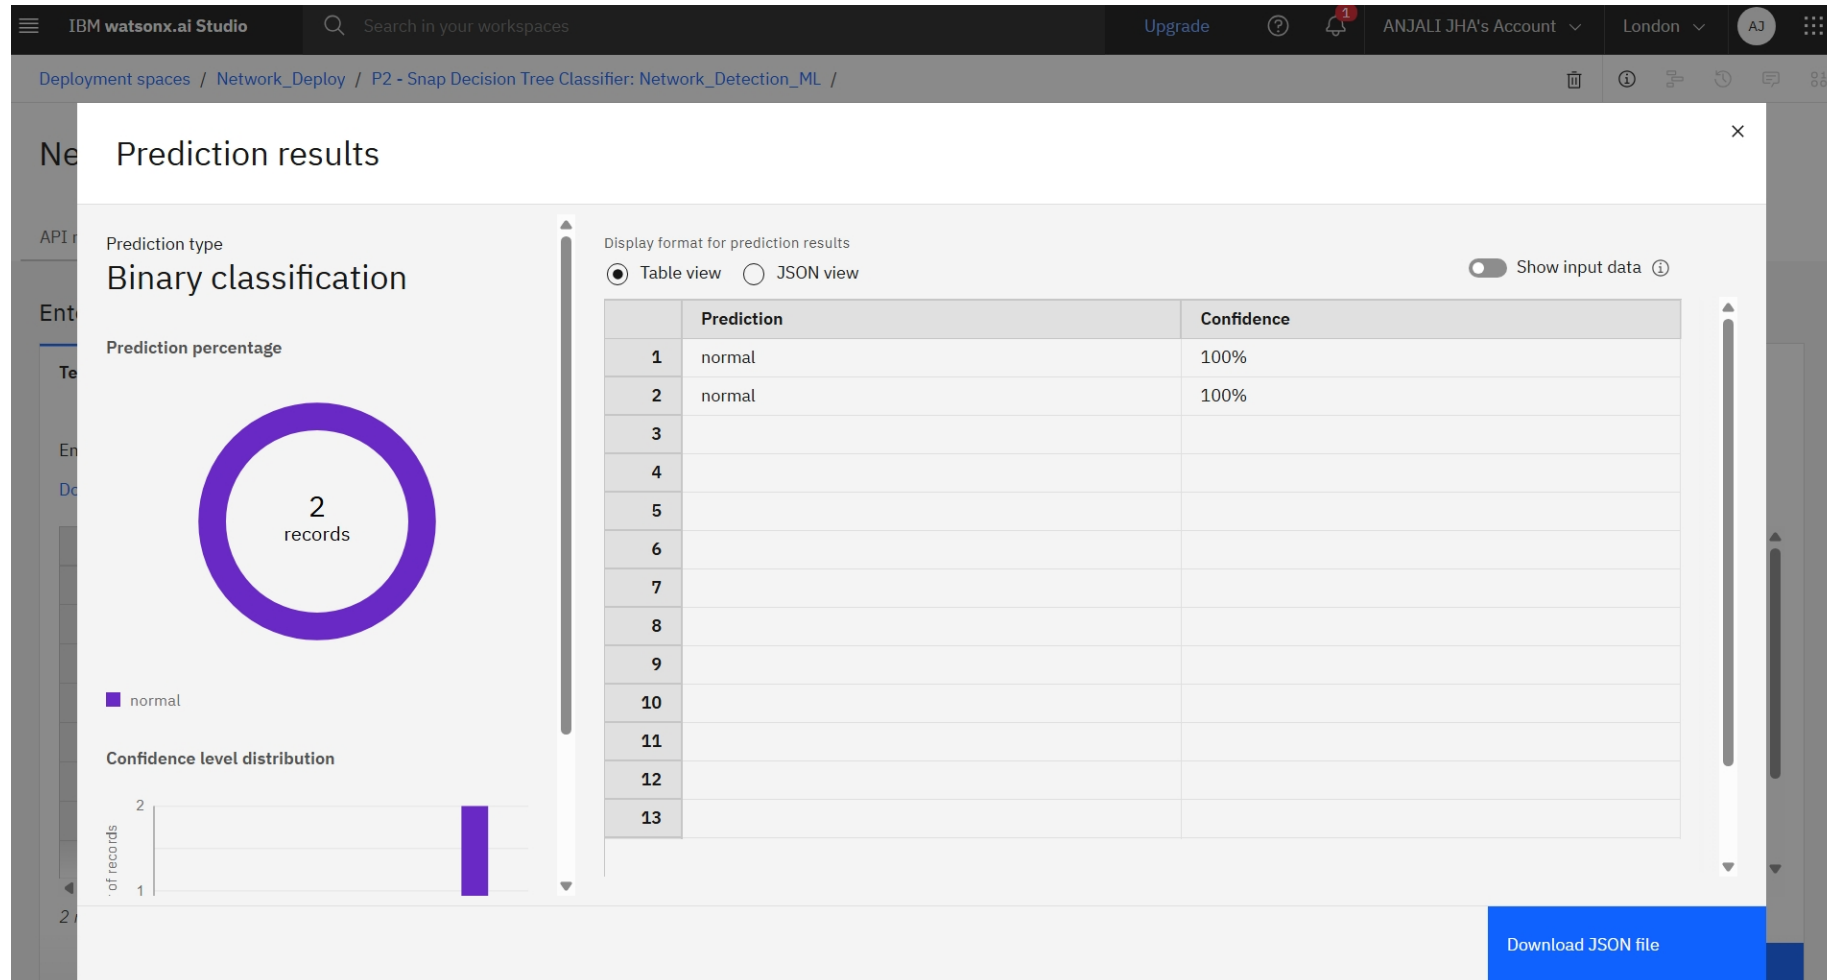 IBM watsonx.ai Studio
Search in your workspaces
Upgrade
1
ANJALI JHA's Account
London
AJ
Deployment spaces / Network_Deploy / P2 - Snap Decision Tree Classifier: Network_Detection_ML /
Ne
Prediction results
API r
Prediction type
Binary classification
Display format for prediction results
Table view JSON view
Show input data
Ent
Prediction percentage
Te
En
Do
2 records
normal
Confidence level distribution
2
1
of records
Prediction Confidence
1 normal 100%
2 normal 100%
3
4
5
6
7
8
9
10
11
12
13
2 r
Download JSON file